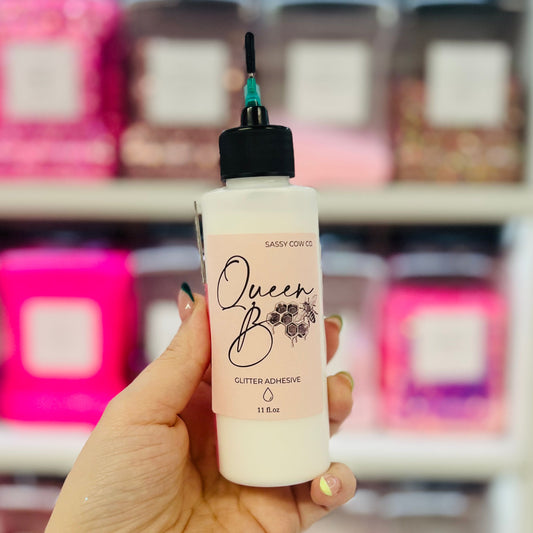 SASSY COW CO
Queen
B
GLITTER ADHESIVE
11 fl.oz